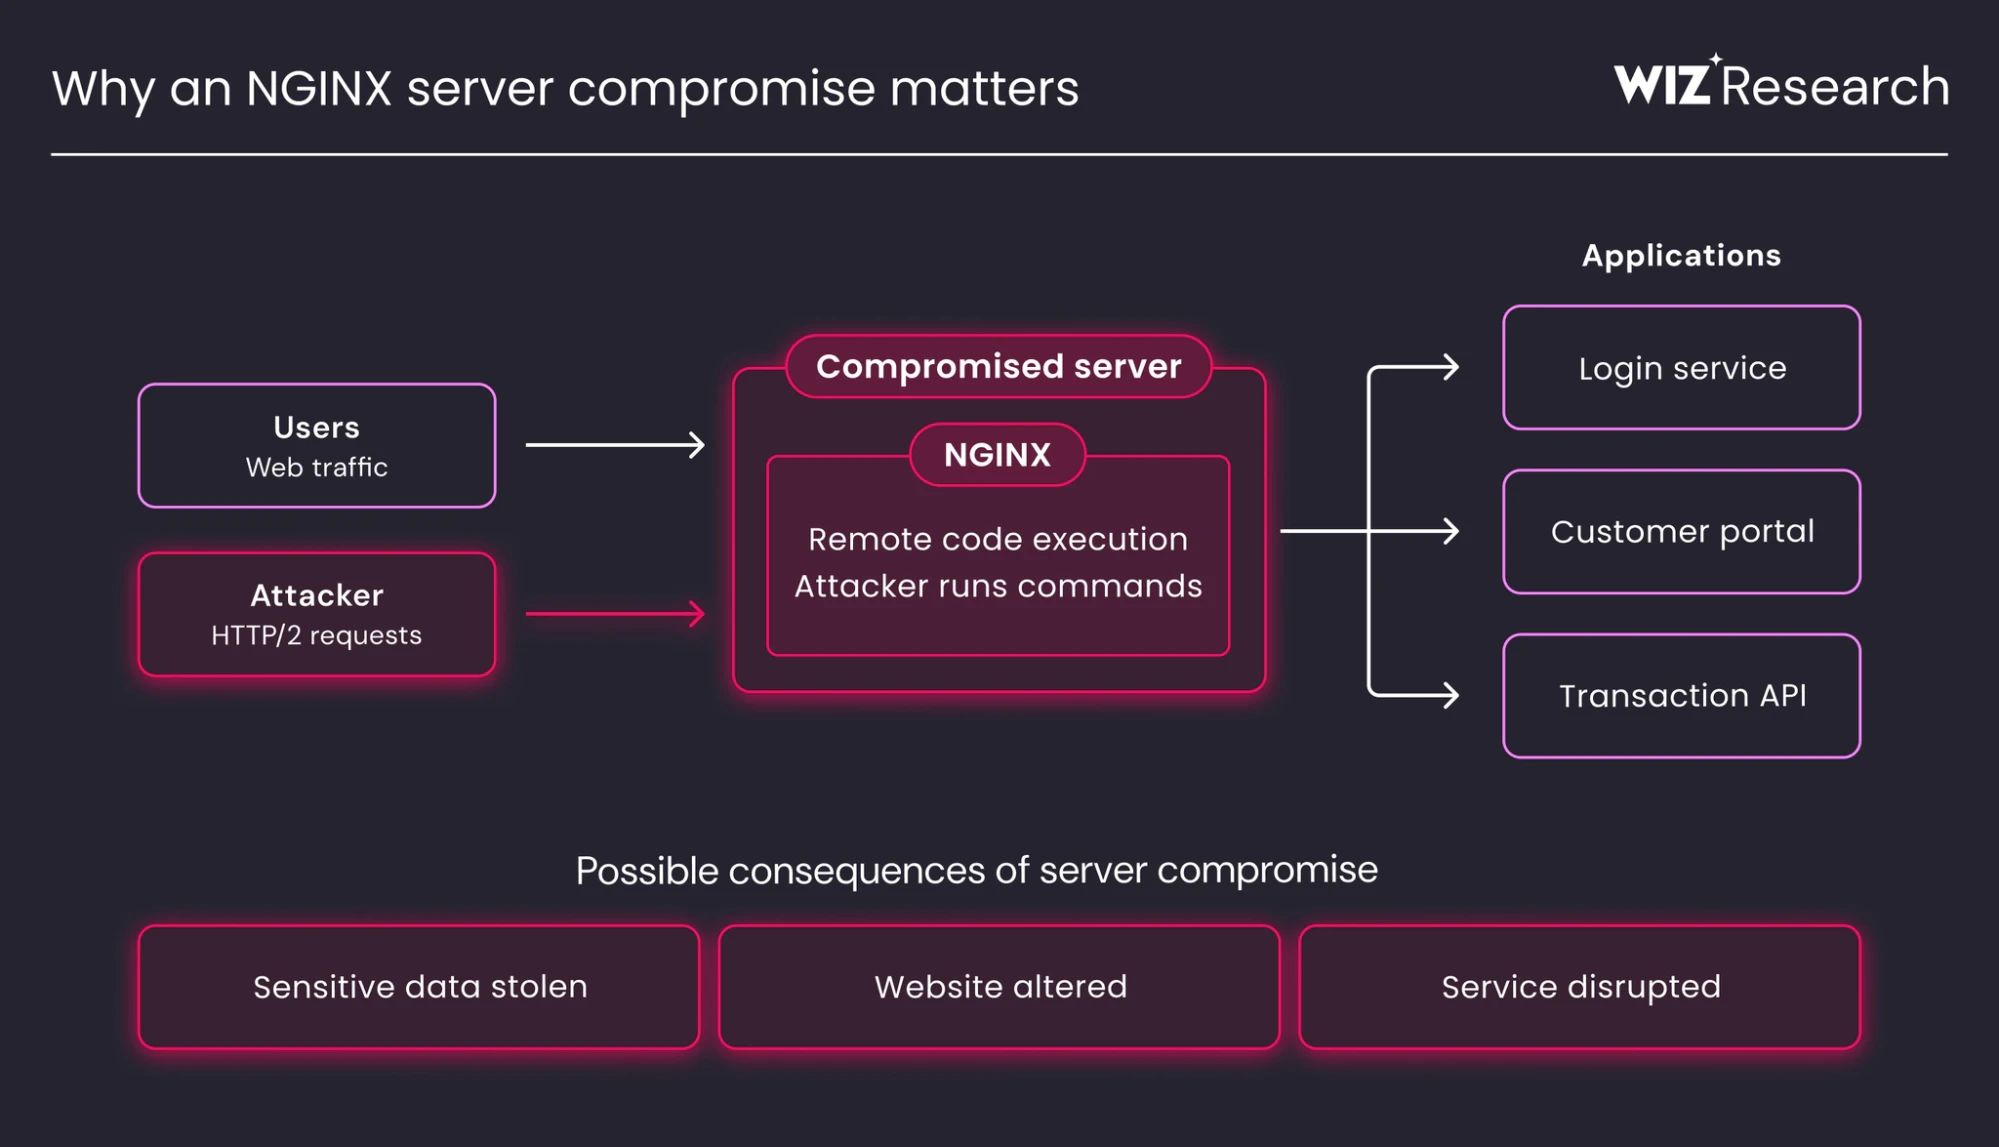 Why an NGINX server compromise matters
WIZ Research
Applications
Users
Web traffic
Attacker
HTTP/2 requests
Compromised server
NGINX
Remote code execution
Attacker runs commands
Login service
Customer portal
Transaction API
Possible consequences of server compromise
Sensitive data stolen
Website altered
Service disrupted